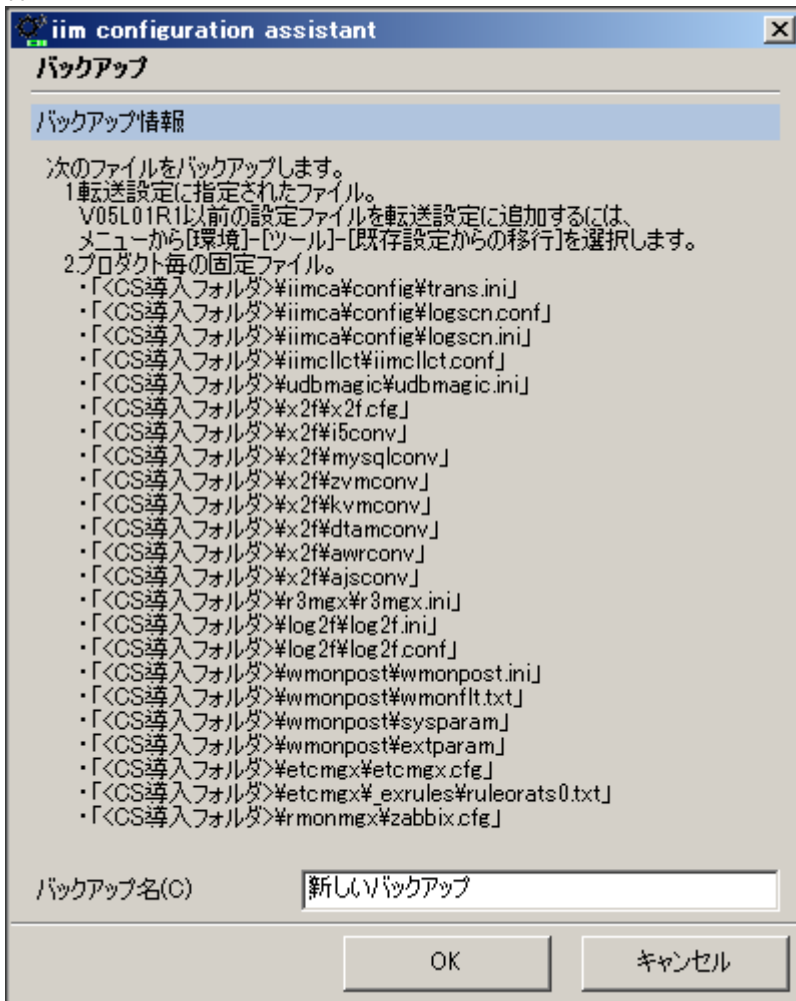 iim configuration assistant
バックアップ
バックアップ情報
次のファイルをバックアップします。
1.転送設定に指定されたファイル。
V05L01R1以前の設定ファイルを転送設定に追加するには、
メニューから[環境]-[ツール]-[既存設定からの移行]を選択します。
2.プロダクト毎の固定ファイル。
・「<CS導入フォルダ>¥iimca¥config¥trans.ini」
・「<CS導入フォルダ>¥iimca¥config¥logscn.conf」
・「<CS導入フォルダ>¥iimca¥config¥logscn.ini」
・「<CS導入フォルダ>¥iimcllct¥iimcllct.conf」
・「<CS導入フォルダ>¥udbmagic¥udbmagic.ini」
・「<CS導入フォルダ>¥x2f¥x2f.cfg」
・「<CS導入フォルダ>¥x2f¥i5conv」
・「<CS導入フォルダ>¥x2f¥mysqlconv」
・「<CS導入フォルダ>¥x2f¥zvmconv」
・「<CS導入フォルダ>¥x2f¥kvmconv」
・「<CS導入フォルダ>¥x2f¥dtamconv」
・「<CS導入フォルダ>¥x2f¥awrconv」
・「<CS導入フォルダ>¥x2f¥ajsconv」
・「<CS導入フォルダ>¥r3mgx¥r3mgx.ini」
・「<CS導入フォルダ>¥log2f¥log2f.ini」
・「<CS導入フォルダ>¥log2f¥log2f.conf」
・「<CS導入フォルダ>¥wmonpost¥wmonpost.ini」
・「<CS導入フォルダ>¥wmonpost¥wmonflt.txt」
・「<CS導入フォルダ>¥wmonpost¥sysparam」
・「<CS導入フォルダ>¥wmonpost¥extparam」
・「<CS導入フォルダ>¥etcmgx¥etcmgx.cfg」
・「<CS導入フォルダ>¥etcmgx¥_exrules¥ruleorats0.txt」
・「<CS導入フォルダ>¥rmonmgx¥zabbix.cfg」
バックアップ名(C) 新しいバックアップ
OK キャンセル